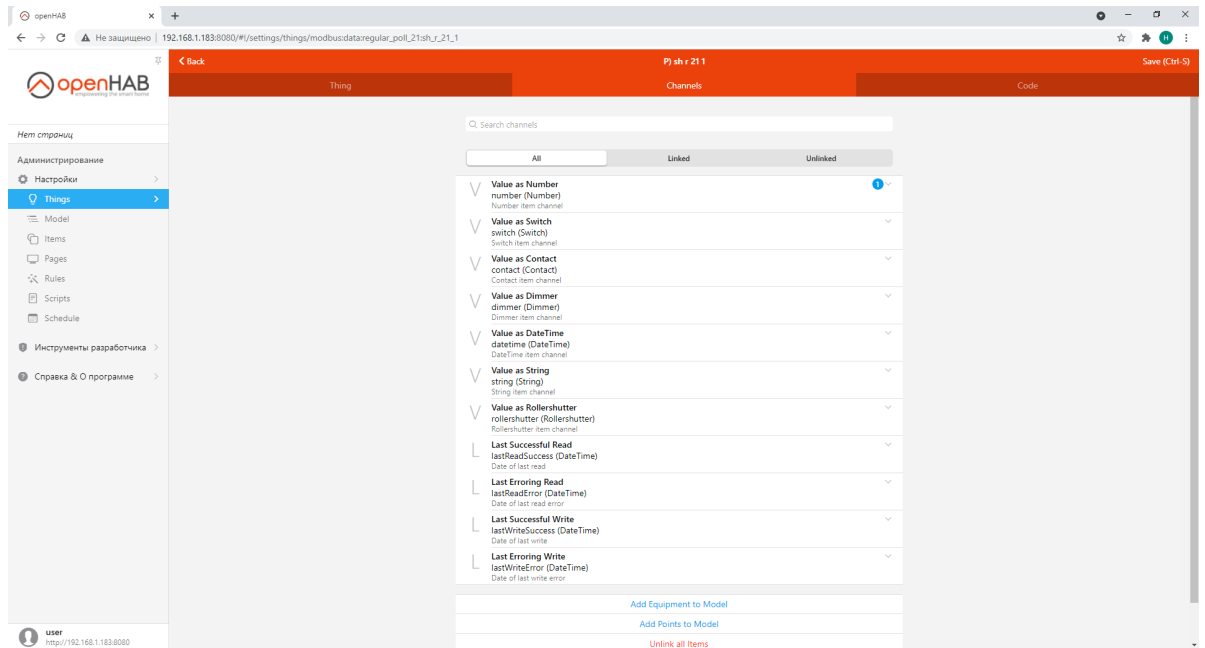 openHAB
Не защищено | 192.168.1.183:8080/#!/settings/things/modbus:data:regular_poll_21:sh_r_21_1
H
openHAB
empowering the smart home
Back
P) sh r 21 1
Save (Ctrl-S)
Thing
Channels
Code
Нет страниц
Администрирование
Настройки
Things
Model
Items
Pages
Rules
Scripts
Schedule
Инструменты разработчика
Справка & О программе
Search channels
All
Linked
Unlinked
V
Value as Number
1
number (Number)
Number item channel
V
Value as Switch
switch (Switch)
Switch item channel
V
Value as Contact
contact (Contact)
Contact item channel
V
Value as Dimmer
dimmer (Dimmer)
Dimmer item channel
V
Value as DateTime
datetime (DateTime)
DateTime item channel
V
Value as String
string (String)
String item channel
V
Value as Rollershutter
rollershutter (Rollershutter)
Rollershutter item channel
L
Last Successful Read
lastReadSuccess (DateTime)
Date of last read
L
Last Erroring Read
lastReadError (DateTime)
Date of last read error
L
Last Successful Write
lastWriteSuccess (DateTime)
Date of last write
L
Last Erroring Write
lastWriteError (DateTime)
Date of last write error
Add Equipment to Model
Add Points to Model
Unlink all Items
user
http://192.168.1.183:8080